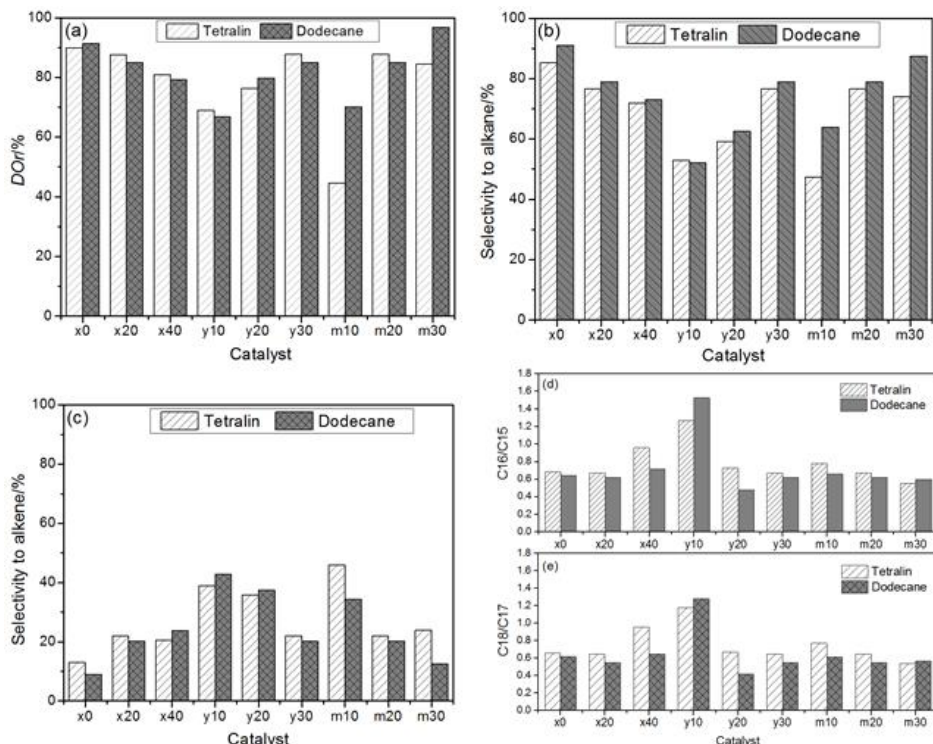 (a)
Tetralin Dodecane
DOr/%
100
80
60
40
20
0
x0 x20 x40 y10 y20 y30 m10 m20 m30
Catalyst
(b)
Tetralin Dodecane
Selectivity to alkane/%
100
80
60
40
20
0
x0 x20 x40 y10 y20 y30 m10 m20 m30
Catalyst
(c)
Tetralin Dodecane
Selectivity to alkene/%
100
80
60
40
20
0
x0 x20 x40 y10 y20 y30 m10 m20 m30
Catalyst
(d)
Tetralin
Dodecane
C16/C15
1.8
1.6
1.4
1.2
1.0
0.8
0.6
0.4
0.2
0.0
x0 x20 x40 y10 y20 y30 m10 m20 m30
(e)
Tetralin
Dodecane
C18/C17
1.6
1.4
1.2
1.0
0.8
0.6
0.4
0.2
0.0
x0 x20 x40 y10 y20 y30 m10 m20 m30
Catalyst